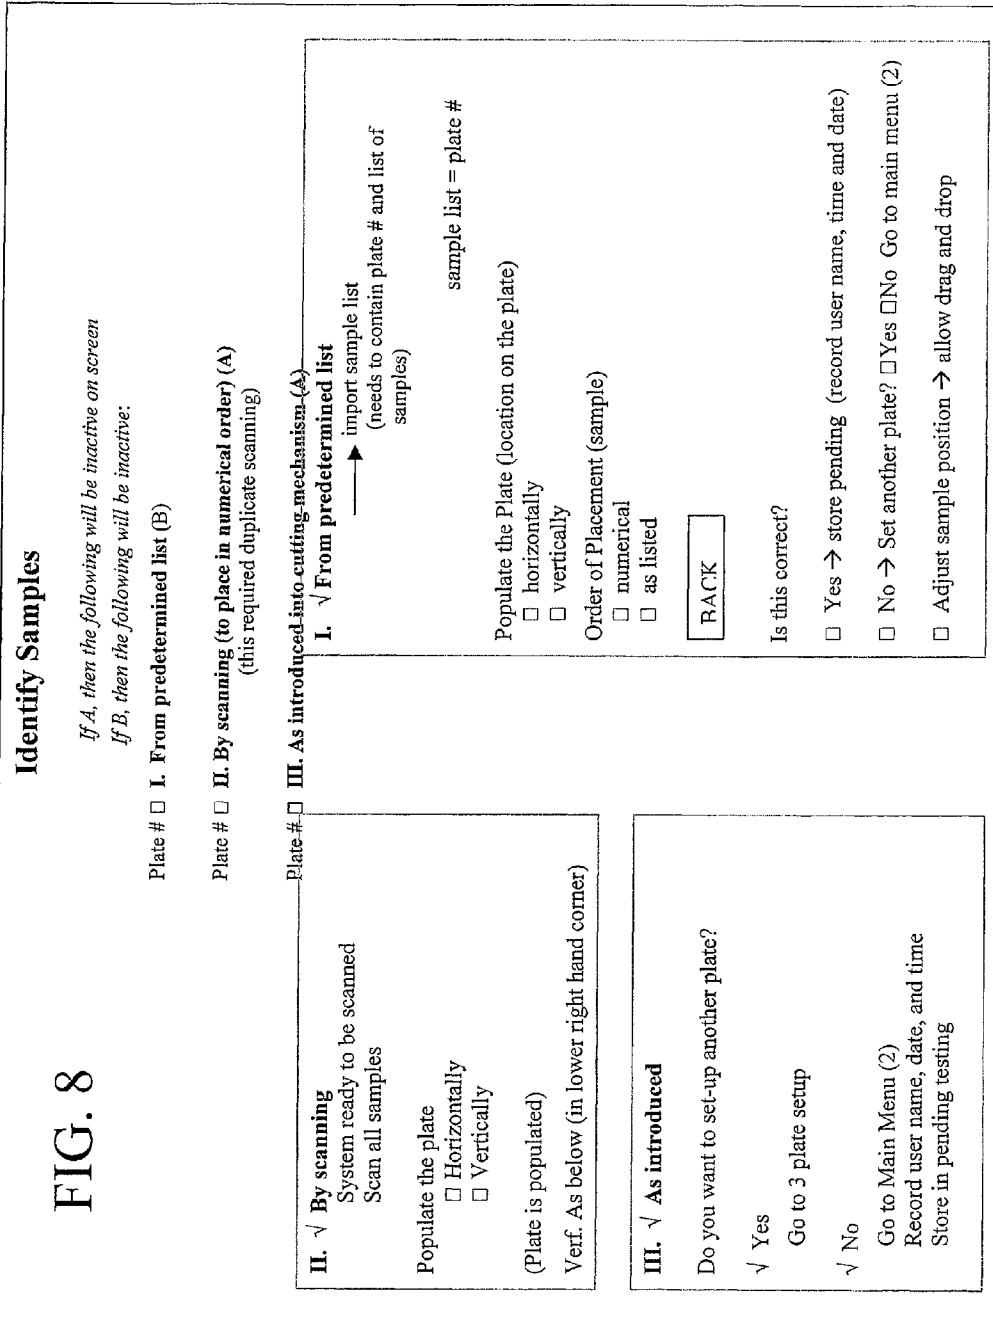 FIG. 8
Identify Samples
If A, then the following will be inactive on screen
If B, then the following will be inactive:
Plate # □ I. From predetermined list (B)
Plate # □ II. By scanning (to place in numerical order) (A)
(this required duplicate scanning)
Plate # □ III. As introduced into cutting mechanism (A)
II. √ By scanning
System ready to be scanned
Scan all samples
Populate the plate
□ Horizontally
□ Vertically
(Plate is populated)
Verf. As below (in lower right hand corner)
III. √ As introduced
Do you want to set-up another plate?
√ Yes
Go to 3 plate setup
√ No
Go to Main Menu (2)
Record user name, date, and time
Store in pending testing
I. √ From predetermined list
→ import sample list
(needs to contain plate # and list of
samples)
sample list = plate #
Populate the Plate (location on the plate)
□ horizontally
□ vertically
Order of Placement (sample)
□ numerical
□ as listed
BACK
Is this correct?
□ Yes → store pending (record user name, time and date)
□ No → Set another plate? □ Yes □No Go to main menu (2)
□ Adjust sample position → allow drag and drop